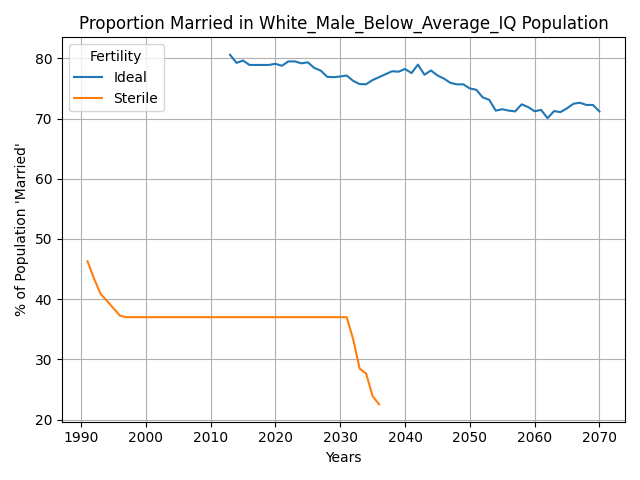 Proportion Married in White_Male_Below_Average_IQ Population
Fertility
Ideal
Sterile
% of Population 'Married'
80
70
60
50
40
30
20
1990 2000 2010 2020 2030 2040 2050 2060 2070
Years